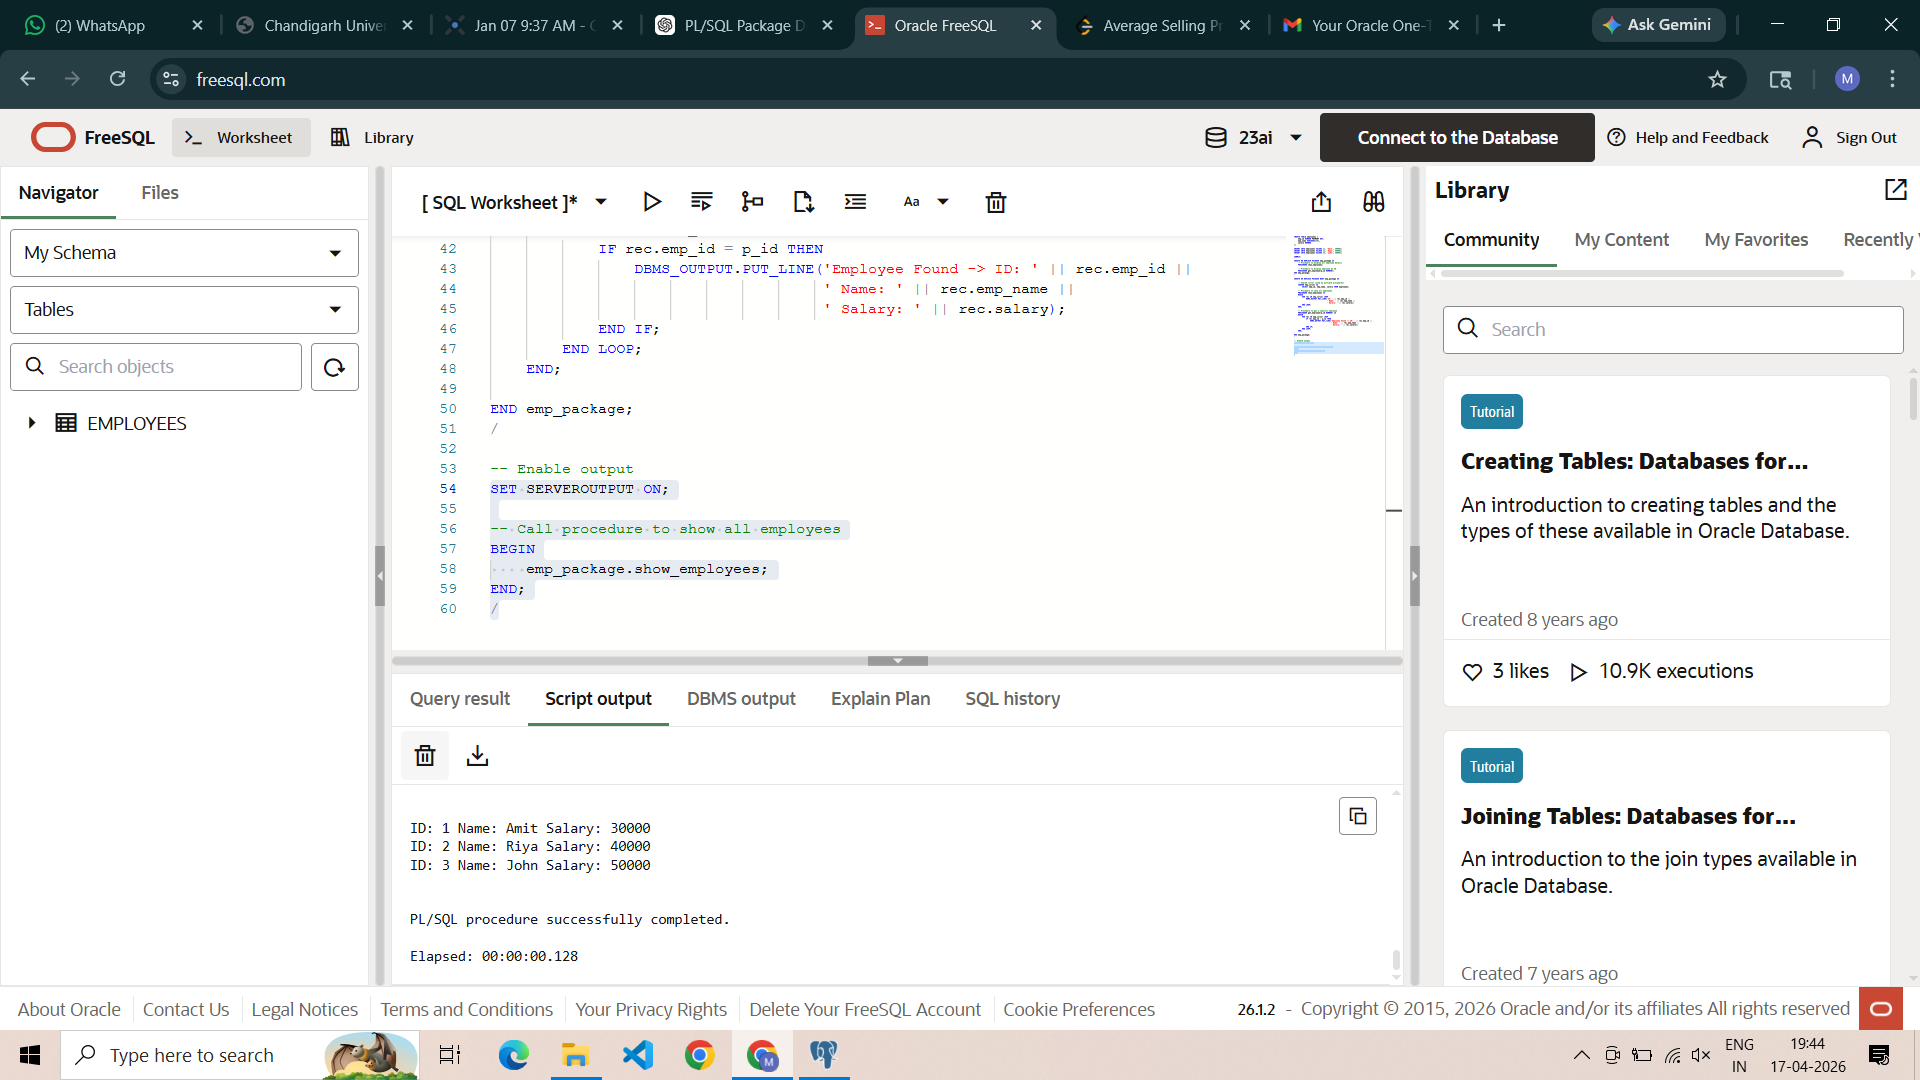 (2) WhatsApp
Chandigarh Univer
Jan 07 9:37 AM - C
PL/SQL Package D
Oracle FreeSQL
Average Selling Pr
Your Oracle One-T
Ask Gemini
freesql.com
M
FreeSQL
Worksheet
Library
23ai
Connect to the Database
Help and Feedback
Sign Out
Navigator
Files
My Schema
Tables
Search objects
EMPLOYEES
[ SQL Worksheet ]*
Aa
42 IF rec.emp_id = p_id THEN
43 DBMS_OUTPUT.PUT_LINE('Employee Found -> ID: ' || rec.emp_id ||
44 ' Name: ' || rec.emp_name ||
45 ' Salary: ' || rec.salary);
46 END IF;
47 END LOOP;
48 END;
49
50 END emp_package;
51 /
52
53 -- Enable output
54 SET SERVEROUTPUT ON;
55
56 -- Call procedure to show all employees
57 BEGIN
58 emp_package.show_employees;
59 END;
60 /
Query result
Script output
DBMS output
Explain Plan
SQL history
ID: 1 Name: Amit Salary: 30000
ID: 2 Name: Riya Salary: 40000
ID: 3 Name: John Salary: 50000
PL/SQL procedure successfully completed.
Elapsed: 00:00:00.128
Library
Community
My Content
My Favorites
Recently
Search
Tutorial
Creating Tables: Databases for...
An introduction to creating tables and the
types of these available in Oracle Database.
Created 8 years ago
3 likes
10.9K executions
Tutorial
Joining Tables: Databases for...
An introduction to the join types available in
Oracle Database.
Created 7 years ago
About Oracle
Contact Us
Legal Notices
Terms and Conditions
Your Privacy Rights
Delete Your FreeSQL Account
Cookie Preferences
26.1.2 - Copyright © 2015, 2026 Oracle and/or its affiliates All rights reserved
Type here to search
M
ENG
IN
19:44
17-04-2026